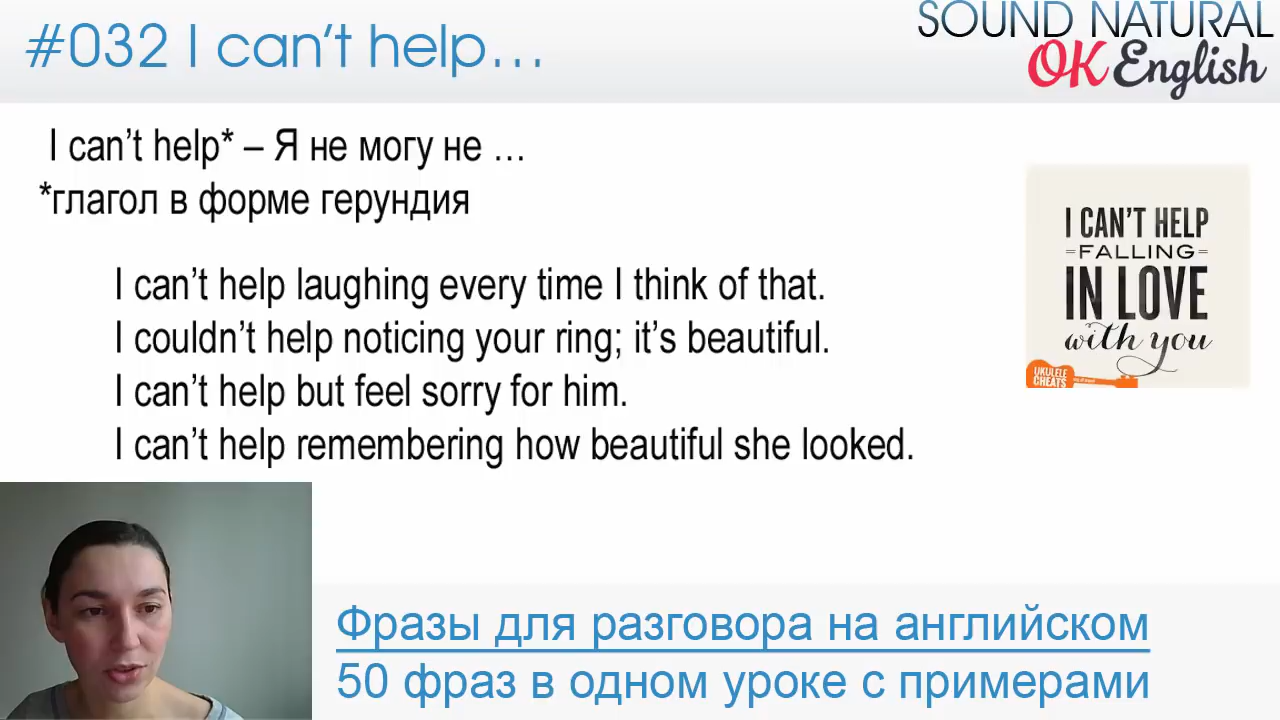 #032 I can't help…
SOUND NATURAL
OK English
I can't help* – Я не могу не …
*глагол в форме герундия
I can't help laughing every time I think of that.
I couldn't help noticing your ring; it's beautiful.
I can't help but feel sorry for him.
I can't help remembering how beautiful she looked.
I CAN'T HELP
FALLING
IN LOVE
with you
UKULELE
CHEATS
Фразы для разговора на английском
50 фраз в одном уроке с примерами